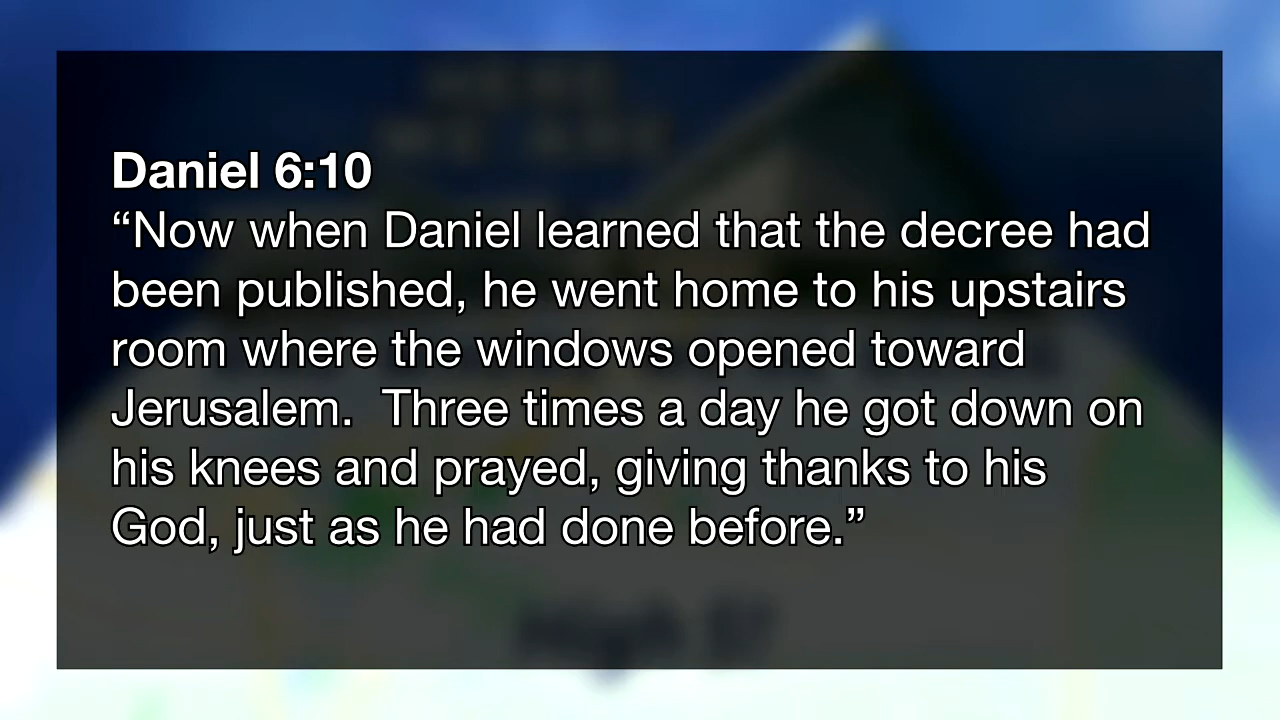 Daniel 6:10
“Now when Daniel learned that the decree had
been published, he went home to his upstairs
room where the windows opened toward
Jerusalem.  Three times a day he got down on
his knees and prayed, giving thanks to his
God, just as he had done before.”